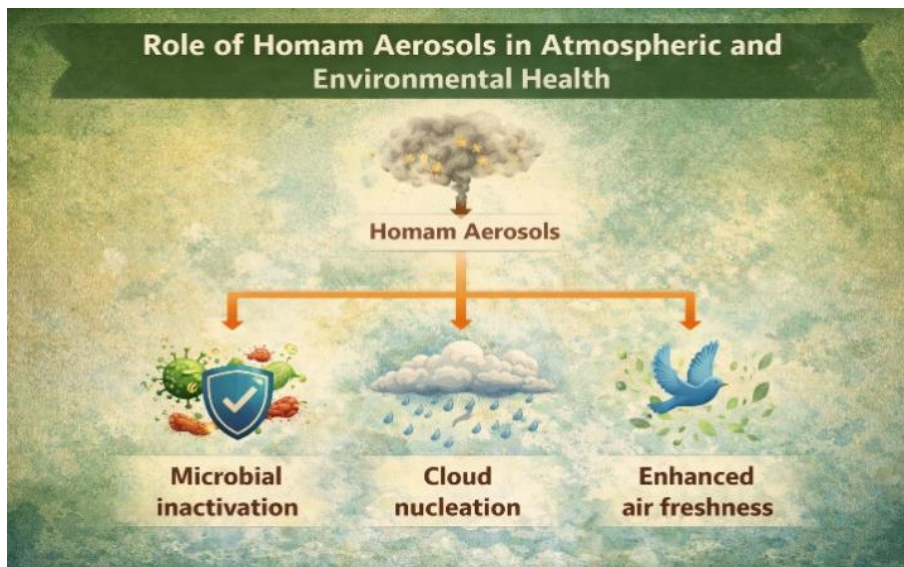 Role of Homam Aerosols in Atmospheric and
Environmental Health
Homam Aerosols
Microbial
inactivation
Cloud
nucleation
Enhanced
air freshness